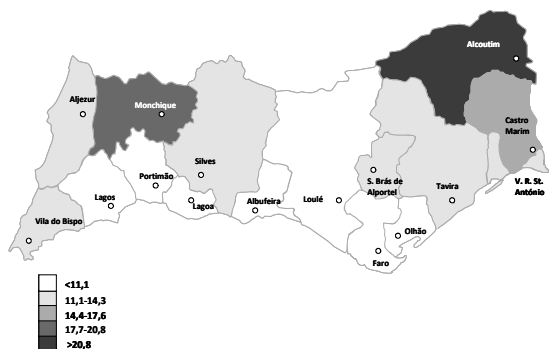 Alcoutim
Aljezur
Monchique
Castro
Marim
Silves
Portimão
S. Brás de
Alportel
V. R. St.
António
Lagos
Lagoa
Albufeira
Loulé
Tavira
Vila do Bispo
Olhão
Faro
<11,1
11,1-14,3
14,4-17,6
17,7-20,8
>20,8